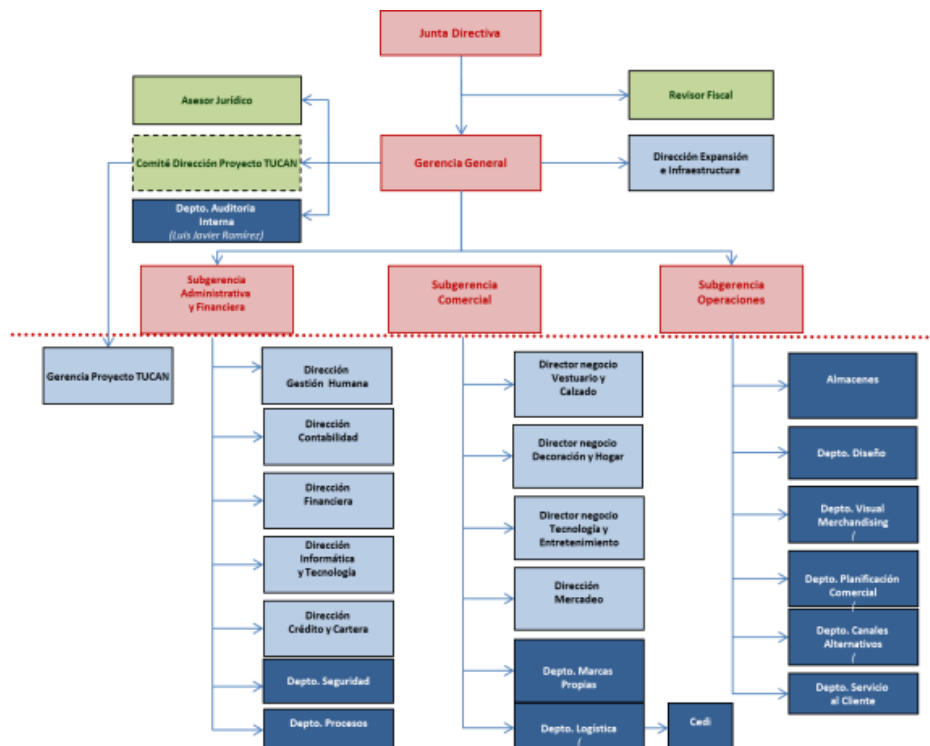 Junta Directiva
Asesor Jurídico
Revisor Fiscal
Comité Dirección Proyecto TUCAN
Gerencia General
Dirección Expansión
e Infraestructura
Depto. Auditoria
Interna
(Luis Javier Ramírez)
Subgerencia
Administrativa
y Financiera
Subgerencia
Comercial
Subgerencia
Operaciones
Gerencia Proyecto TUCAN
Dirección
Gestión Humana
Dirección
Contabilidad
Dirección
Financiera
Dirección
Informática
y Tecnología
Dirección
Crédito y Cartera
Depto. Seguridad
Depto. Procesos
Director negocio
Vestuario y
Calzado
Director negocio
Decoración y Hogar
Director negocio
Tecnología y
Entretenimiento
Dirección
Mercadeo
Depto. Marcas
Propias
Depto. Logística
(
Cedi
Almacenes
Depto. Diseño
Depto. Visual
Merchandising
(
Depto. Planificación
Comercial
(
Depto. Canales
Alternativos
(
Depto. Servicio
al Cliente